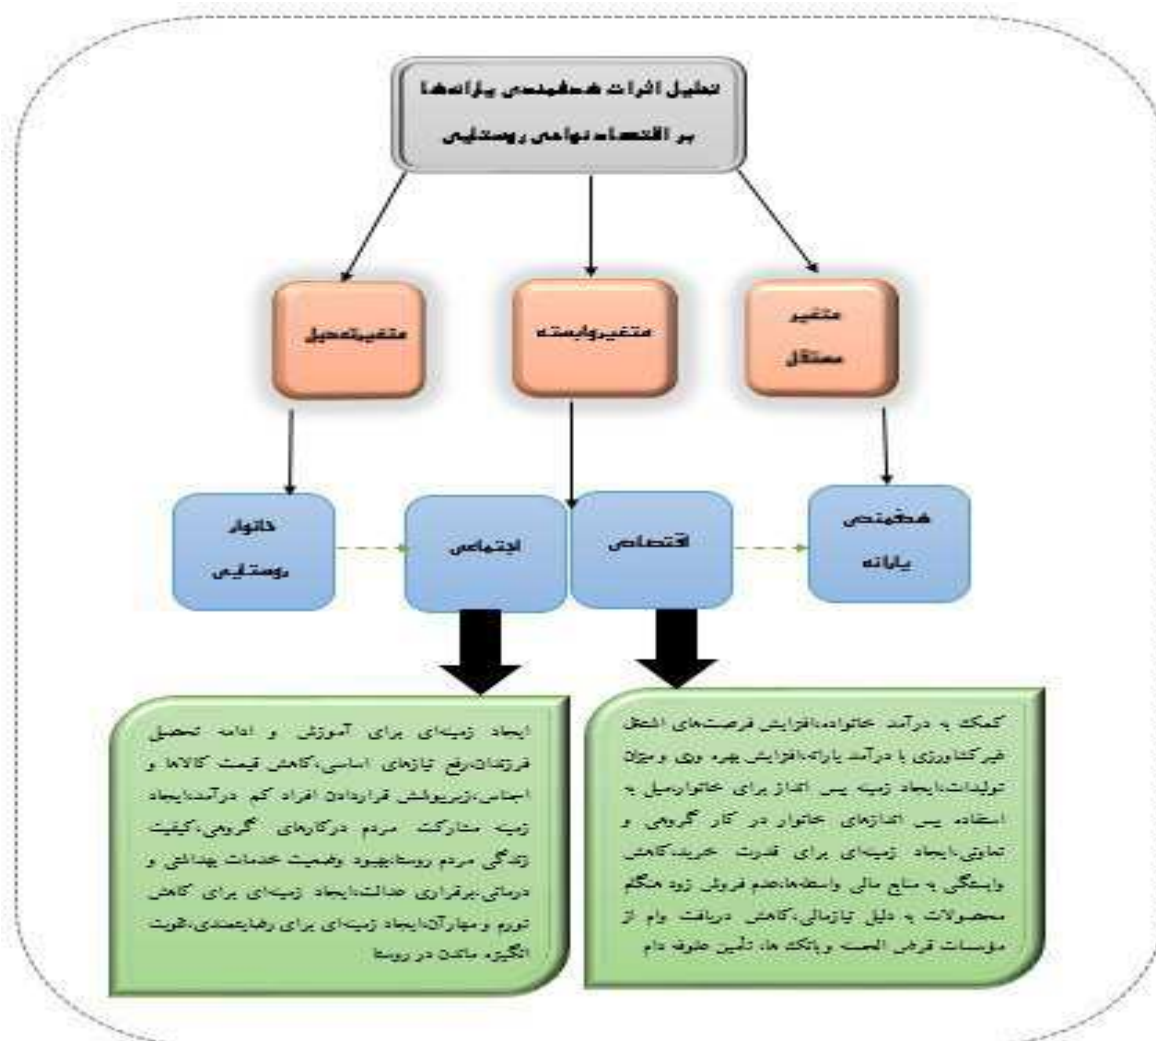 تحلیل اثرات هدفمندی یارانه‌ها
بر اقتصاد نواحی روستایی
متغیر
مستقل
متغیر وابسته
متغیر تعدیل
هدفمندی
یارانه
اقتصادی
اجتماعی
خانوار
روستایی
کمک به درآمد خانواده،افزایش فرصت‌های اشتغال
غیرکشاورزی با درآمد یارانه،افزایش بهره وری و میزان
تولیدات،ایجاد زمینه پس انداز برای خانوار،میل به
استفاده پس اندازهای خانوار در کار گروهی و
تعاونی،ایجاد زمینه‌ای برای قدرت خرید،کاهش
وابستگی به منابع مالی واسطه‌ها،عدم فروش زود هنگام
محصولات به دلیل نیازمالی،کاهش دریافت وام از
مؤسسات قرض الحسنه وبانک ها، تأمین علوفه دام
ایجاد زمینه‌ای برای آموزش و ادامه تحصیل
فرزندان،رفع نیازهای اساسی،کاهش قیمت کالاها و
اجناس،زیرپوشش قراردادن افراد کم درآمد،ایجاد
زمینه مشارکت مردم درکارهای گروهی،کیفیت
زندگی مردم روستا،بهبود وضعیت خدمات بهداشتی و
درمانی،برقراری عدالت،ایجاد زمینه‌ای برای کاهش
تورم و مهارآن،ایجاد زمینه‌ای برای رضایتمندی،تقویت
انگیزه ماندن در روستا